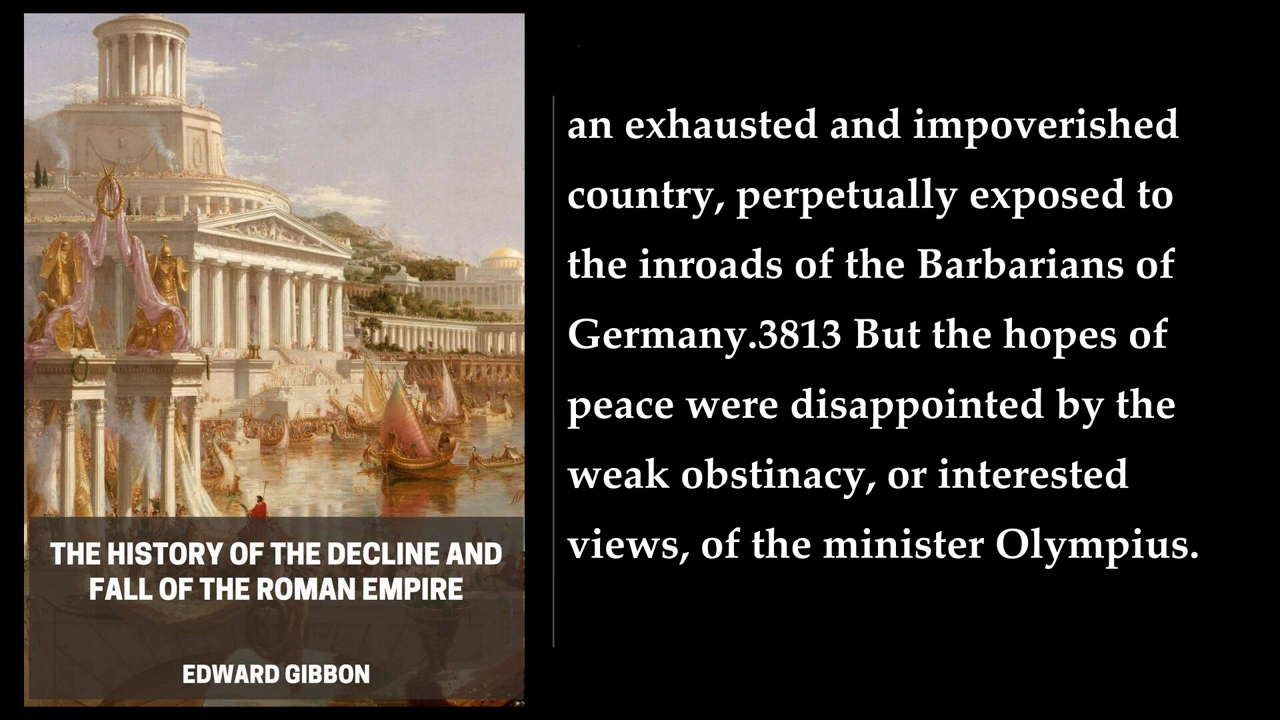 THE HISTORY OF THE DECLINE AND
FALL OF THE ROMAN EMPIRE
EDWARD GIBBON
an exhausted and impoverished
country, perpetually exposed to
the inroads of the Barbarians of
Germany.3813 But the hopes of
peace were disappointed by the
weak obstinacy, or interested
views, of the minister Olympius.